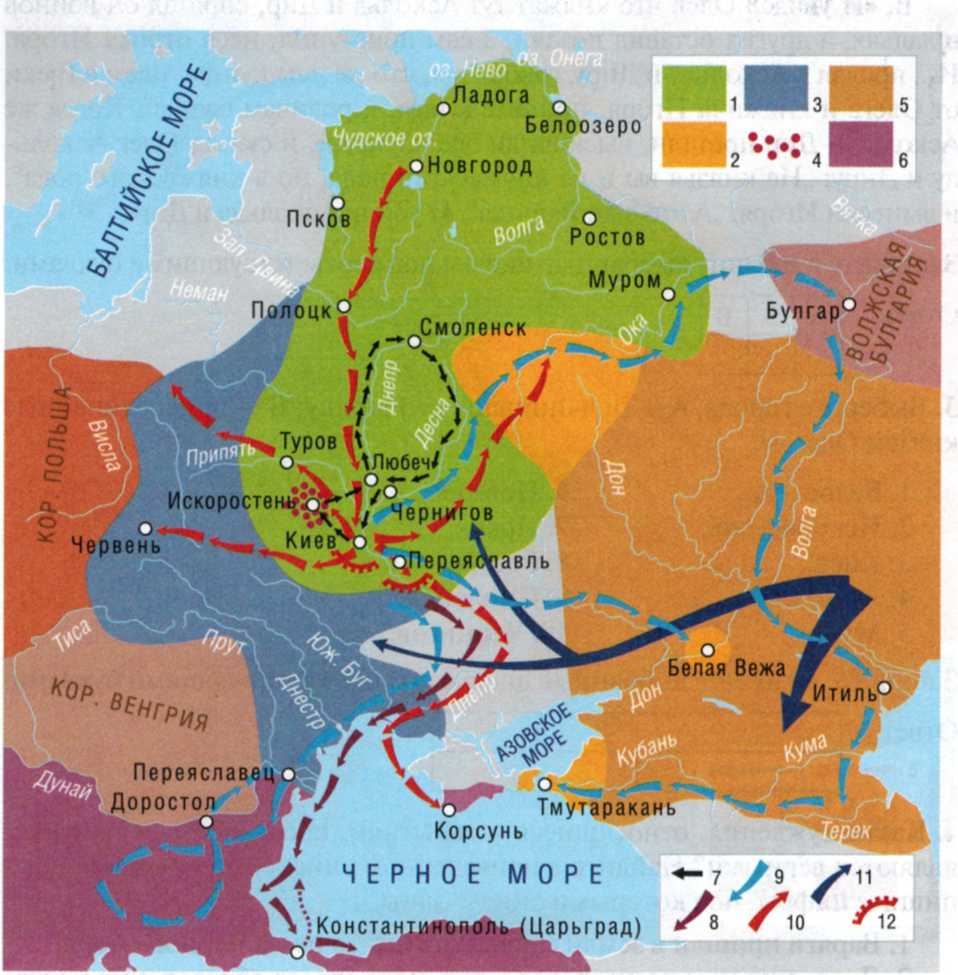 оз. Нево
оз. Онега
Ладога
Белоозеро
Чудское оз.
Новгород
БАЛТИЙСКОЕ МОРЕ
Псков
Волга
Ростов
Вятка
Зап. Двина
Неман
Муром
Полоцк
Смоленск
Ока
Булгар
ВОЛЖСКАЯ
БУЛГАРИЯ
КОР. ПОЛЬША
Висла
Днепр
Десна
Припять
Туров
Любеч
Дон
Искоростень
Чернигов
Волга
Червень
Киев
Переяславль
Тиса
Прут
Юж. Буг
Белая Вежа
КОР. ВЕНГРИЯ
Днестр
Днепр
Дон
Итиль
АЗОВСКОЕ
МОРЕ
Кубань
Кума
Дунай
Переяславец
Доростол
Корсунь
Тмутаракань
Терек
ЧЕРНОЕ МОРЕ
Константинополь (Царьград)
1 3 5
2 4 6
7 9 11
8 10 12